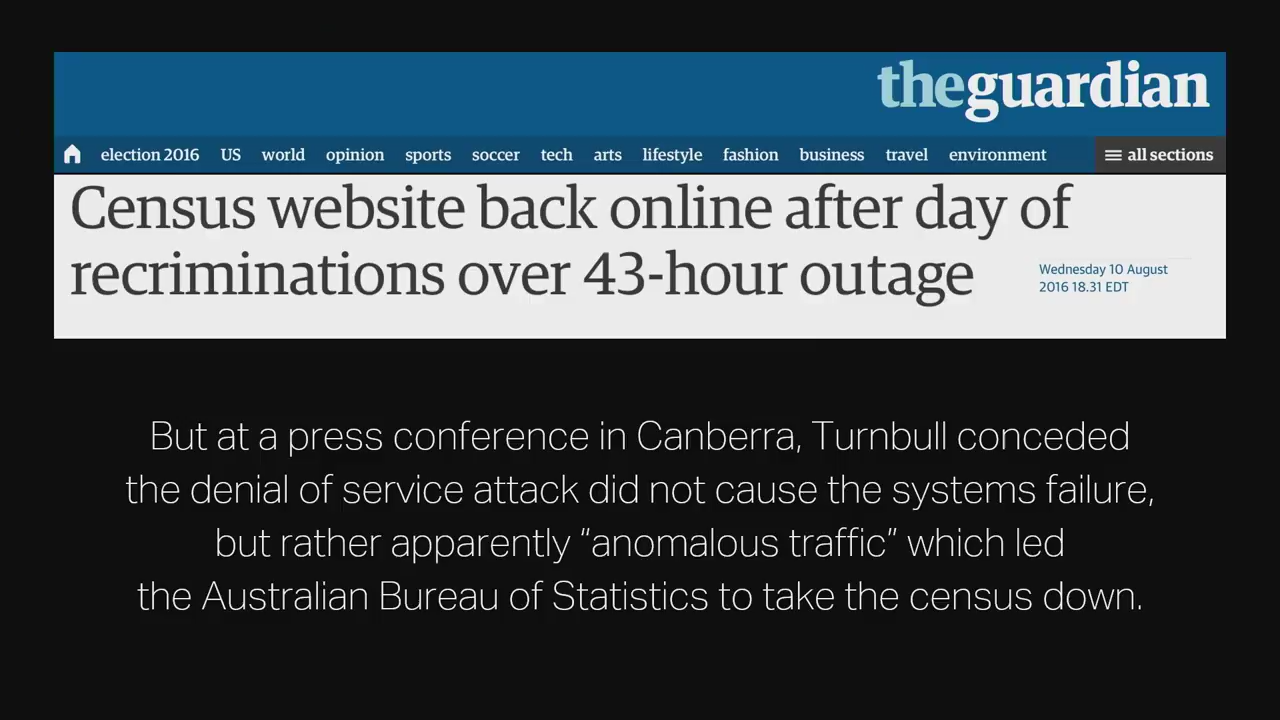 theguardian
election 2016 US world opinion sports soccer tech arts lifestyle fashion business travel environment all sections
Census website back online after day of
recriminations over 43-hour outage
Wednesday 10 August
2016 18.31 EDT
But at a press conference in Canberra, Turnbull conceded
the denial of service attack did not cause the systems failure,
but rather apparently “anomalous traffic” which led
the Australian Bureau of Statistics to take the census down.